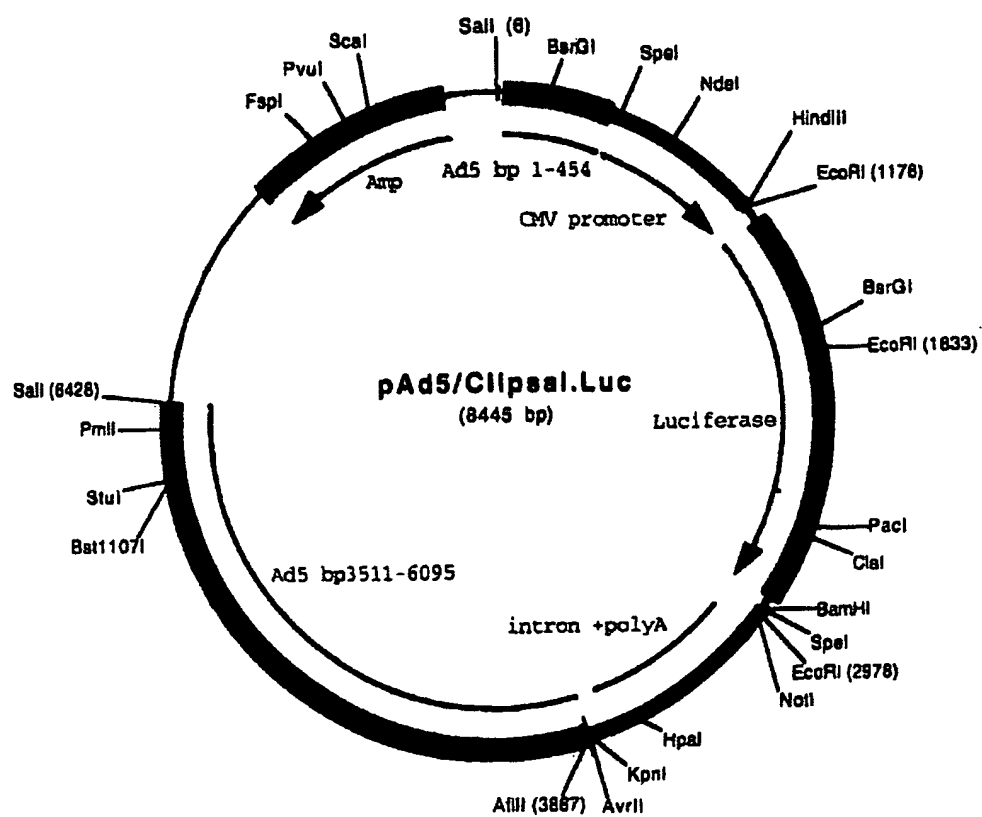 SalI (6)
BsrGI
SpeI
NdeI
HindIII
EcoRI (1176)
BsrGI
EcoRI (1633)
PacI
ClaI
BamHI
SpeI
EcoRI (2978)
NotI
HpaI
KpnI
AvrII
AflII (3887)
Bst1107I
StuI
PmlI
SalI (6428)
FspI
PvuI
ScaI
Amp
Ad5 bp 1-454
CMV promoter
pAd5/Clipsal.Luc
(8445 bp)
Luciferase
Ad5 bp3511-6095
intron +polyA